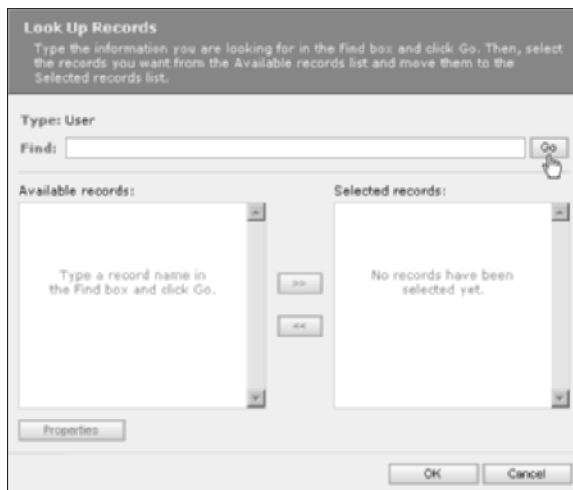 Look Up Records
Type the information you are looking for in the Find box and click Go. Then, select
the records you want from the Available records list and move them to the
Selected records list.
Type: User
Find:
Go
Available records:
Selected records:
Type a record name in
the Find box and click Go.
>>
<<
No records have been
selected yet.
Properties
OK
Cancel